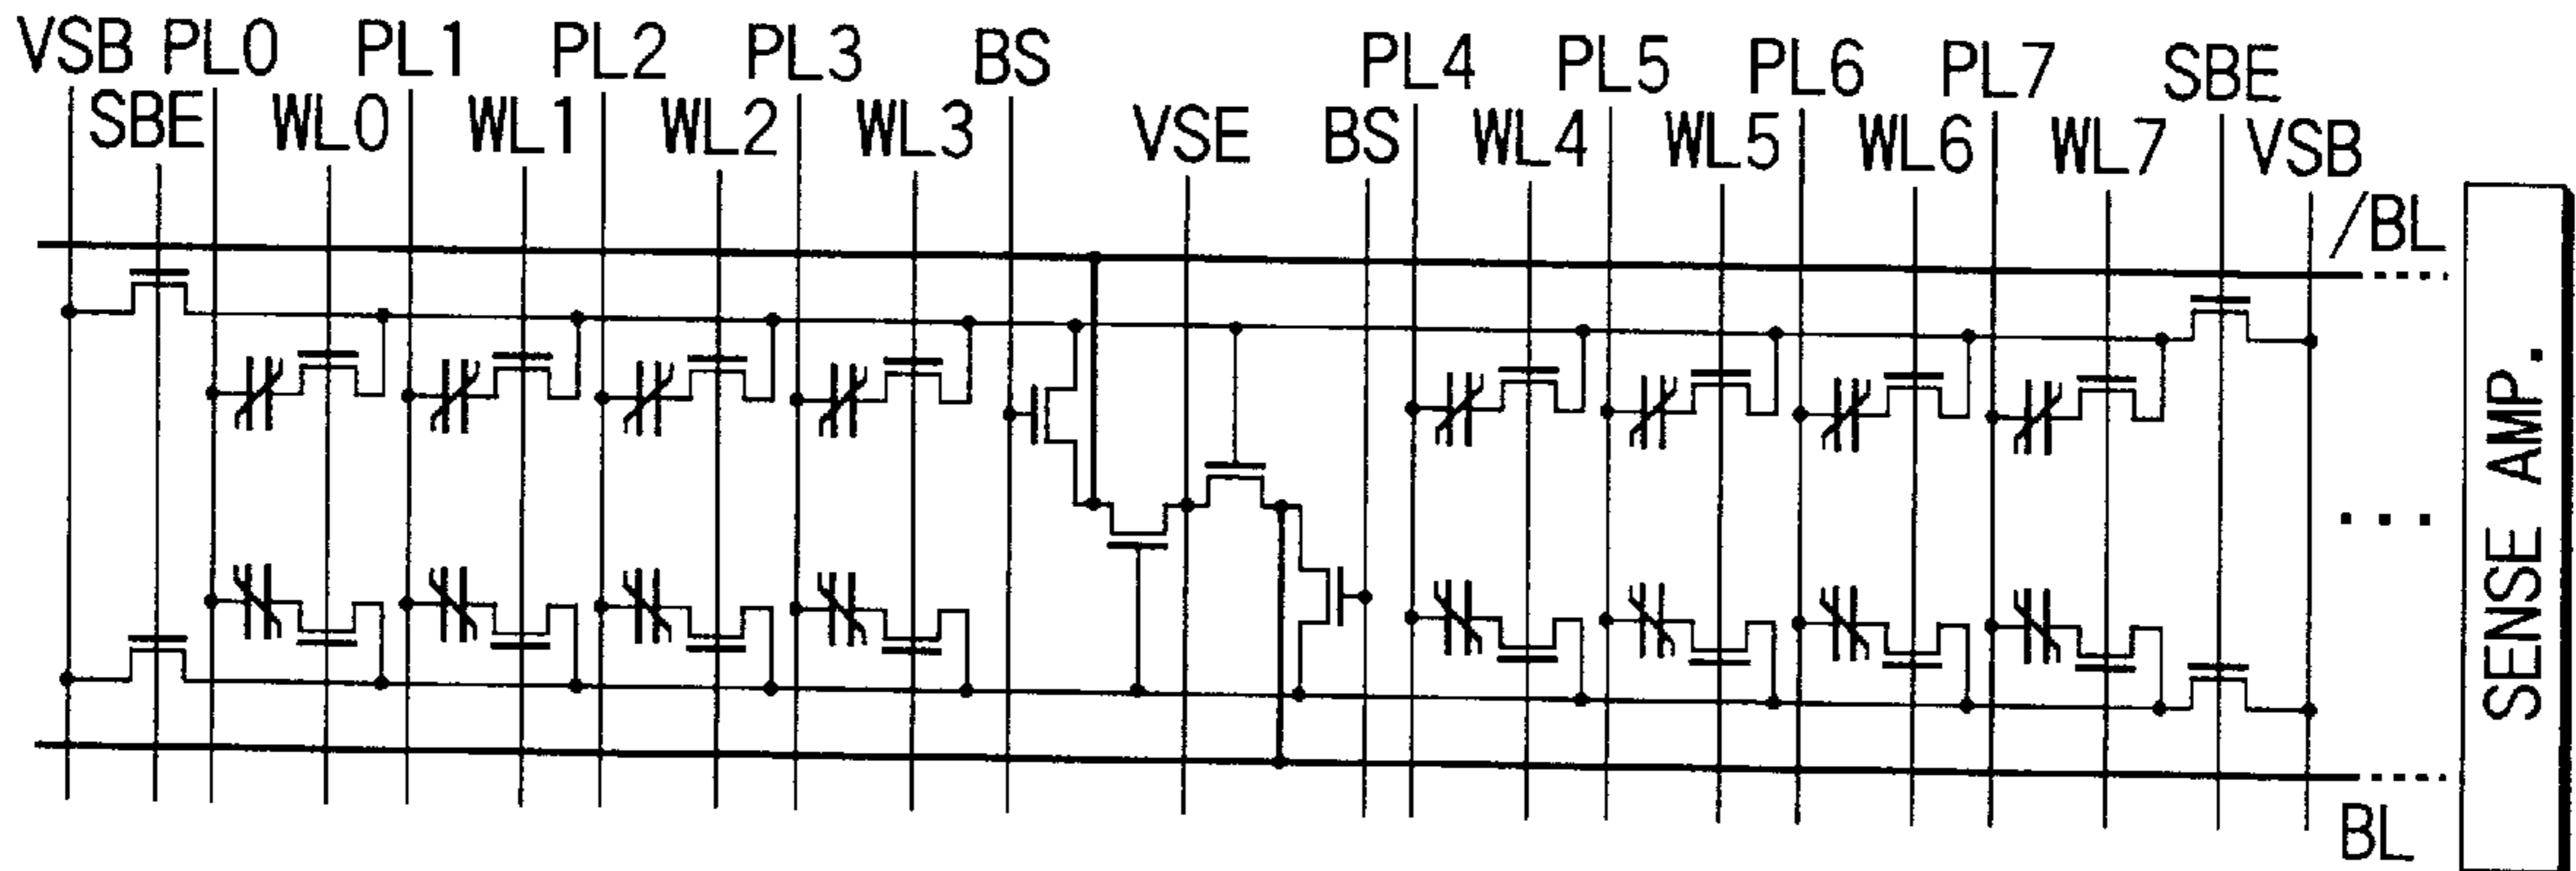 VSB PL0 PL1 PL2 PL3 BS PL4 PL5 PL6 PL7 SBE
SBE WL0 WL1 WL2 WL3 VSE BS WL4 WL5 WL6 WL7 VSB
/BL
SENSE AMP.
BL